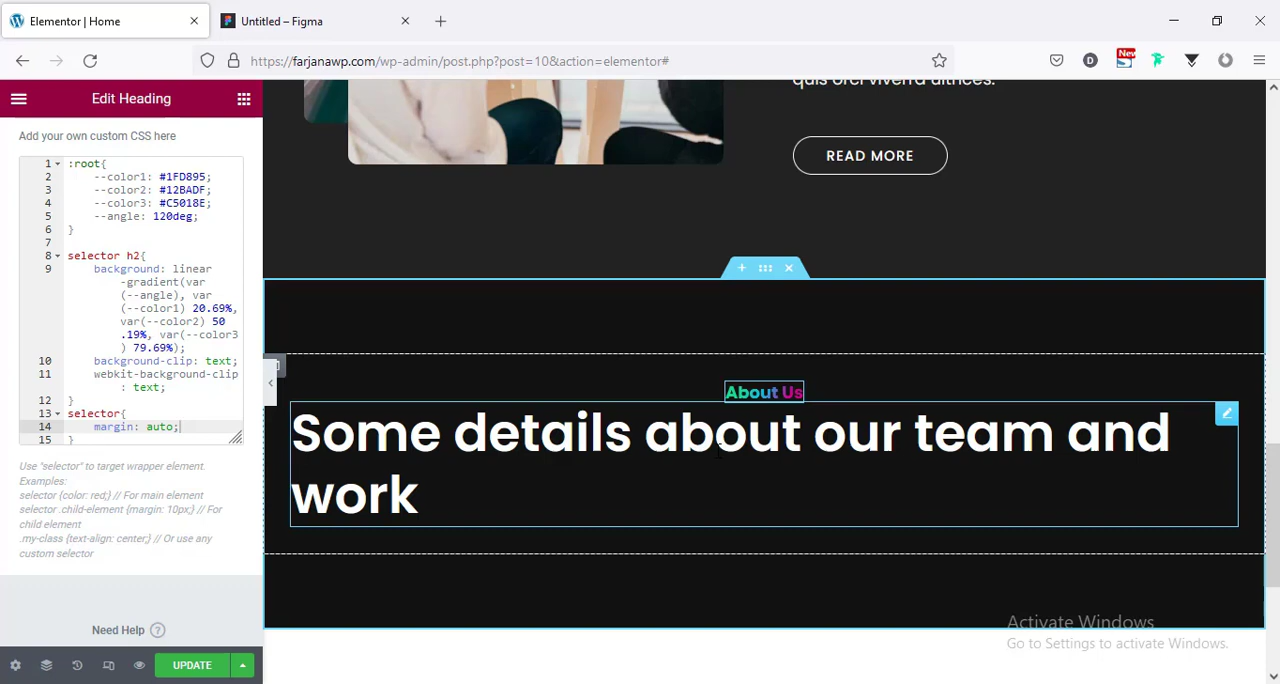 Elementor | Home
Untitled – Figma
https://farjanawp.com/wp-admin/post.php?post=10&action=elementor#
New
D
Edit Heading
Add your own custom CSS here
1 :root{
2 --color1: #1FD895;
3 --color2: #12BADF;
4 --color3: #C5018E;
5 --angle: 120deg;
6 }
7
8 selector h2{
9 background: linear
-gradient(var
(--angle), var
(--color1) 20.69%,
var(--color2) 50
.19%, var(--color3
) 79.69%);
10 background-clip: text;
11 webkit-background-clip
: text;
12 }
13 selector{
14 margin: auto;
15 }
Use "selector" to target wrapper element.
Examples:
selector {color: red;} // For main element
selector .child-element {margin: 10px;} // For
child element
.my-class {text-align: center;} // Or use any
custom selector
Need Help ?
UPDATE
quis orci viverra ultrices.
READ MORE
About Us
Some details about our team and
work
Activate Windows
Go to Settings to activate Windows.